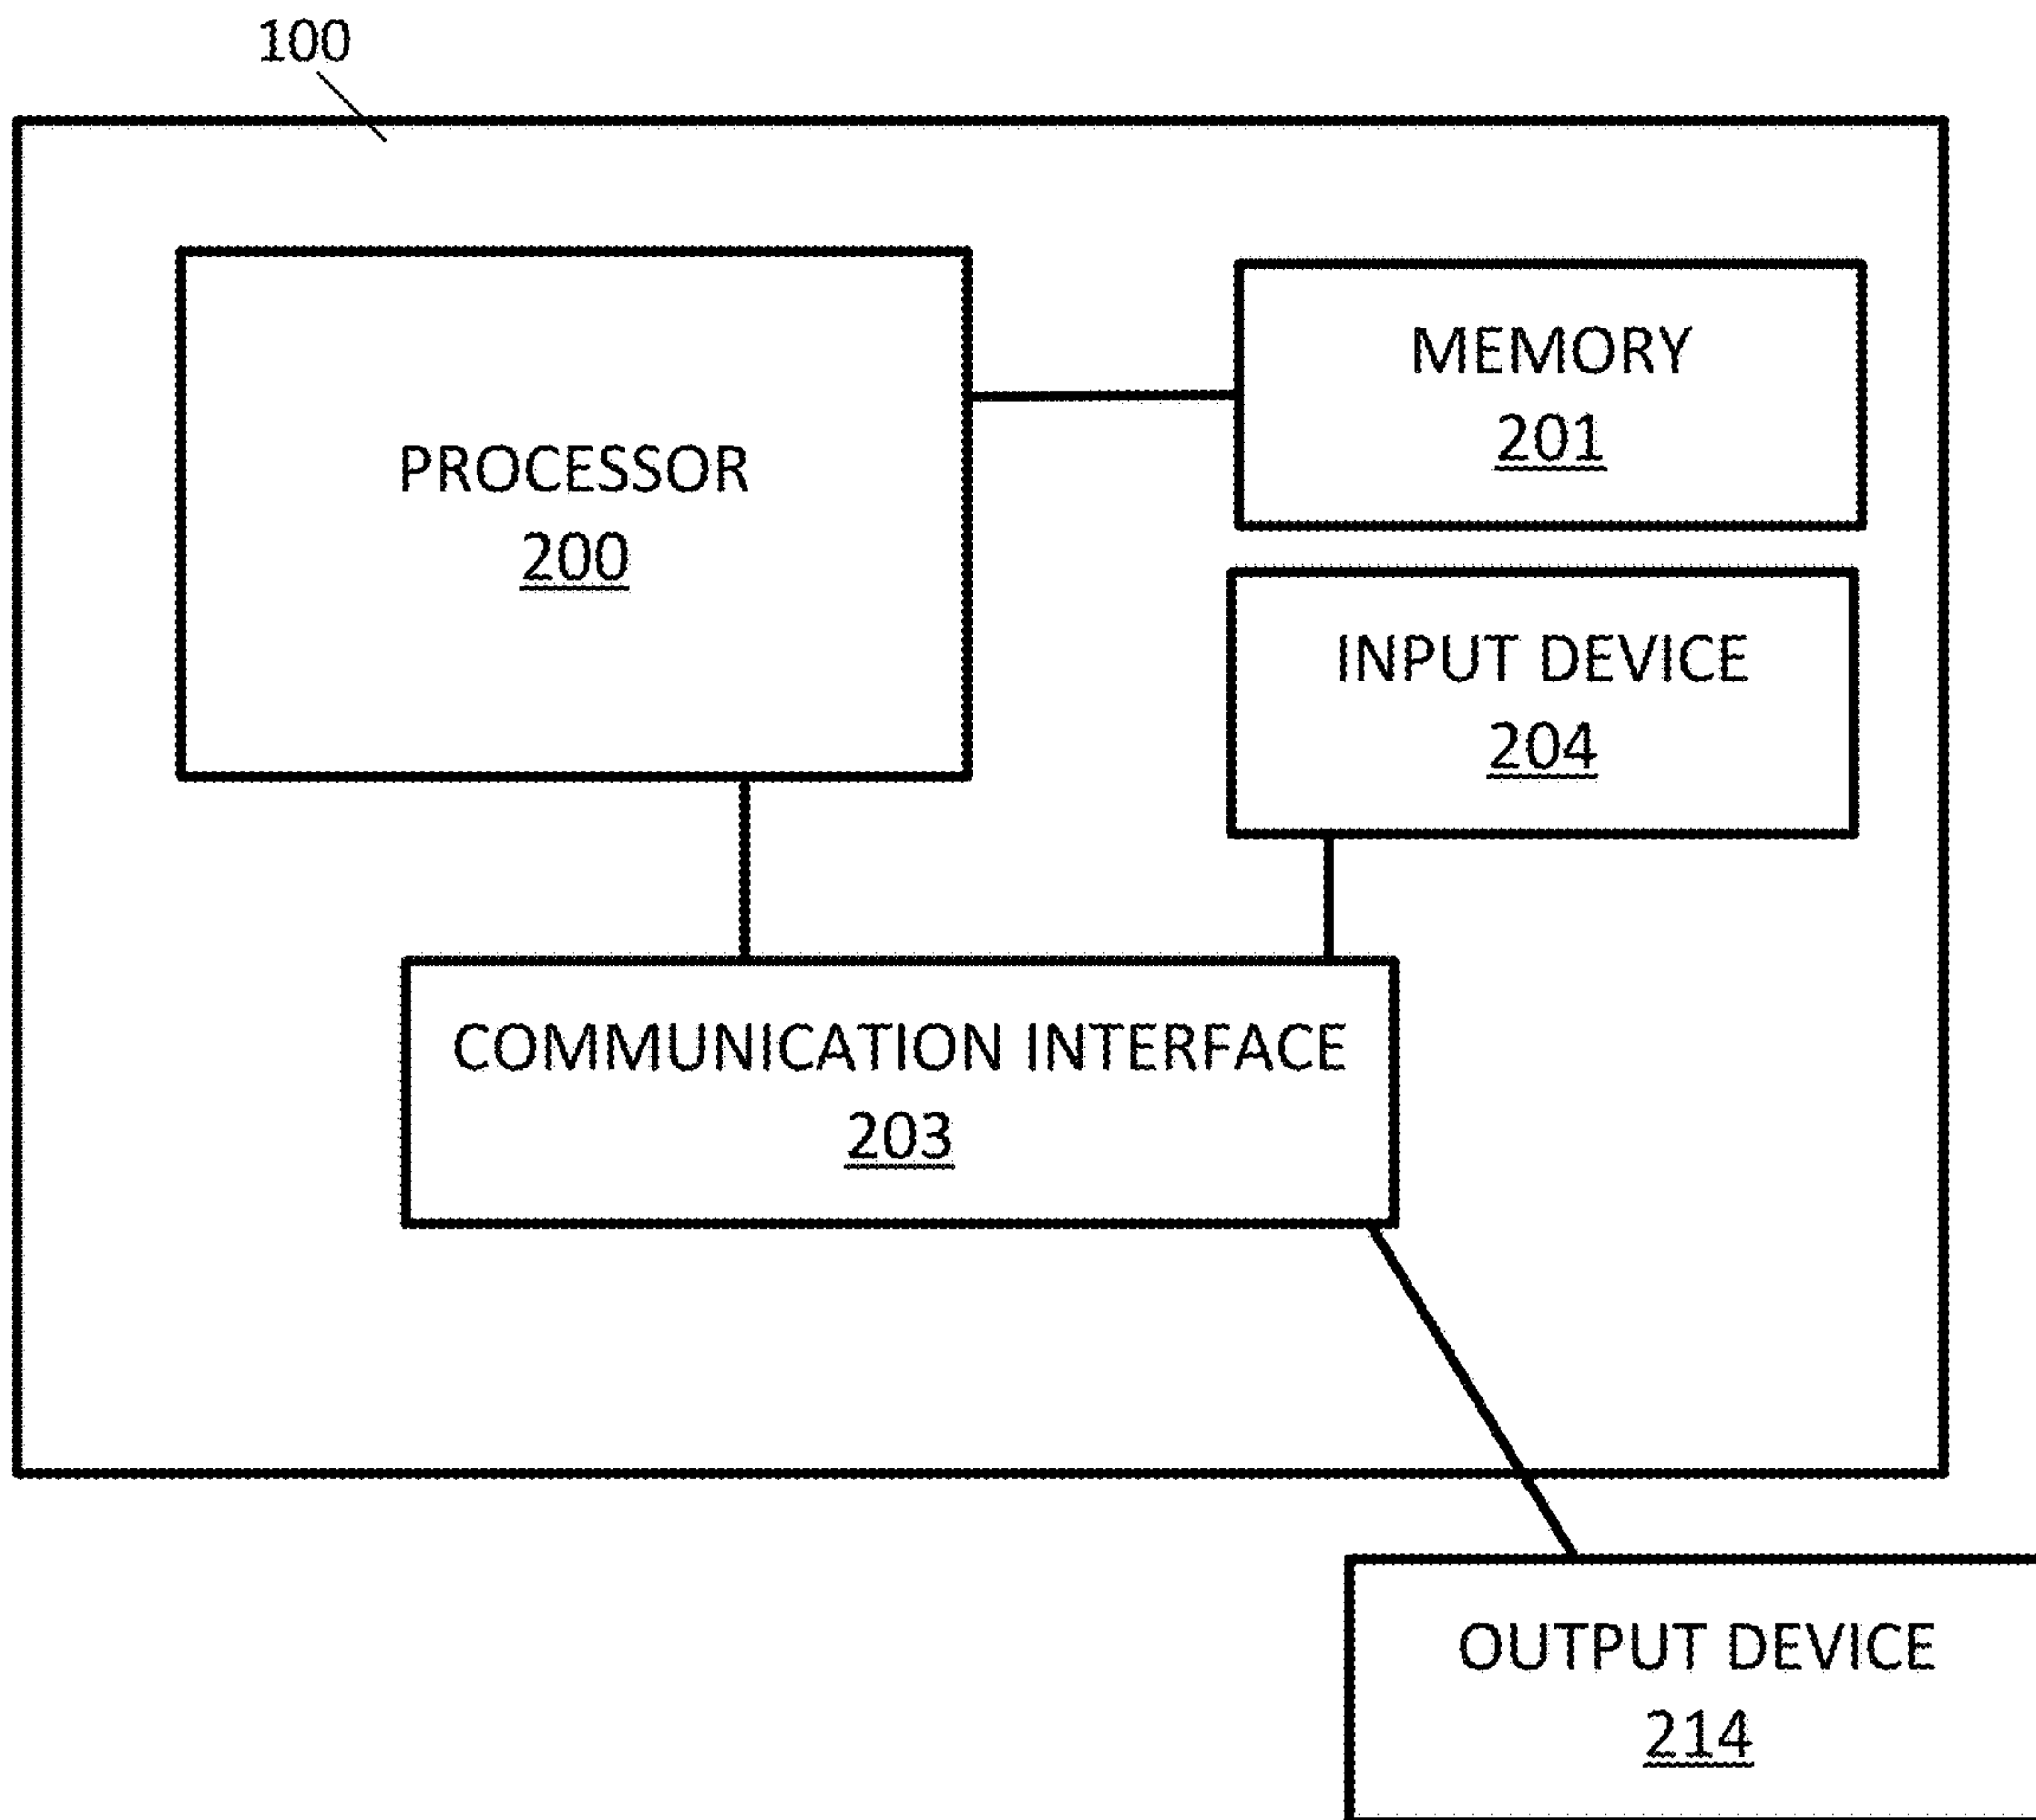 100
PROCESSOR
200
MEMORY
201
INPUT DEVICE
204
COMMUNICATION INTERFACE
203
OUTPUT DEVICE
214